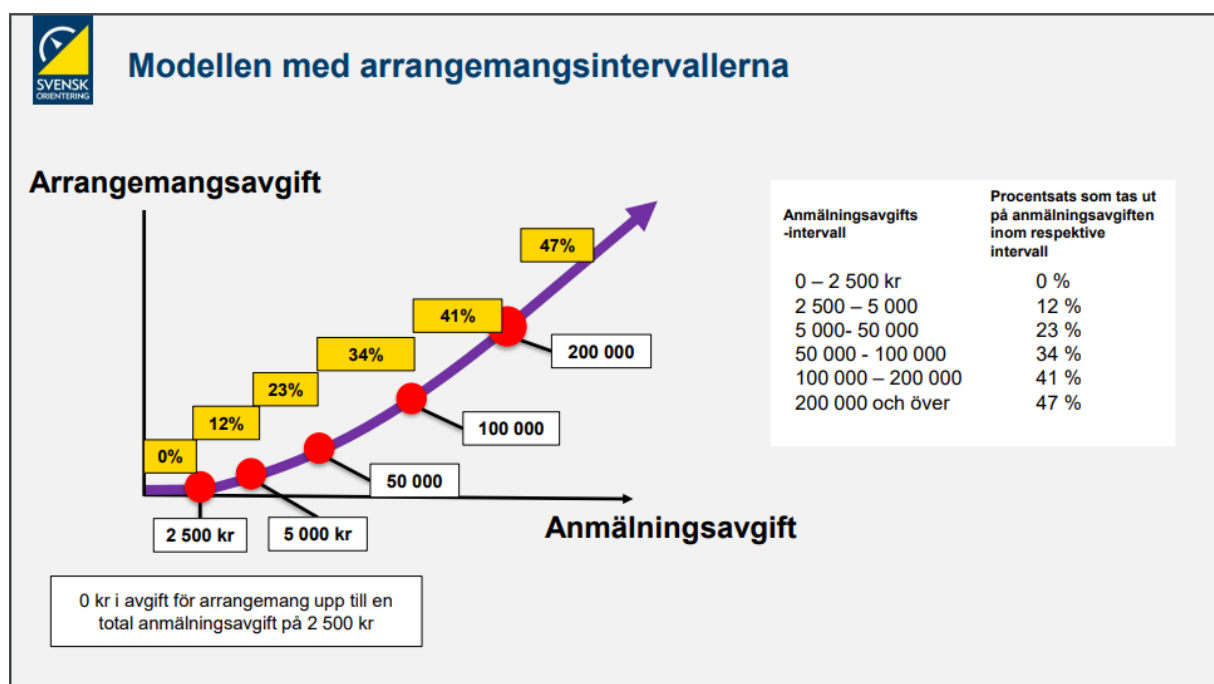 SVENSK
ORIENTERING
Modellen med arrangemangsintervallerna
Arrangemangsavgift
47%
41%
34%
23%
12%
0%
200 000
100 000
50 000
5 000 kr
2 500 kr
Anmälningsavgift
0 kr i avgift för arrangemang upp till en
total anmälningsavgift på 2 500 kr
Anmälningsavgifts
-intervall
Procentsats som tas ut
på anmälningsavgiften
inom respektive
intervall
0 – 2 500 kr 0 %
2 500 – 5 000 12 %
5 000- 50 000 23 %
50 000 - 100 000 34 %
100 000 – 200 000 41 %
200 000 och över 47 %